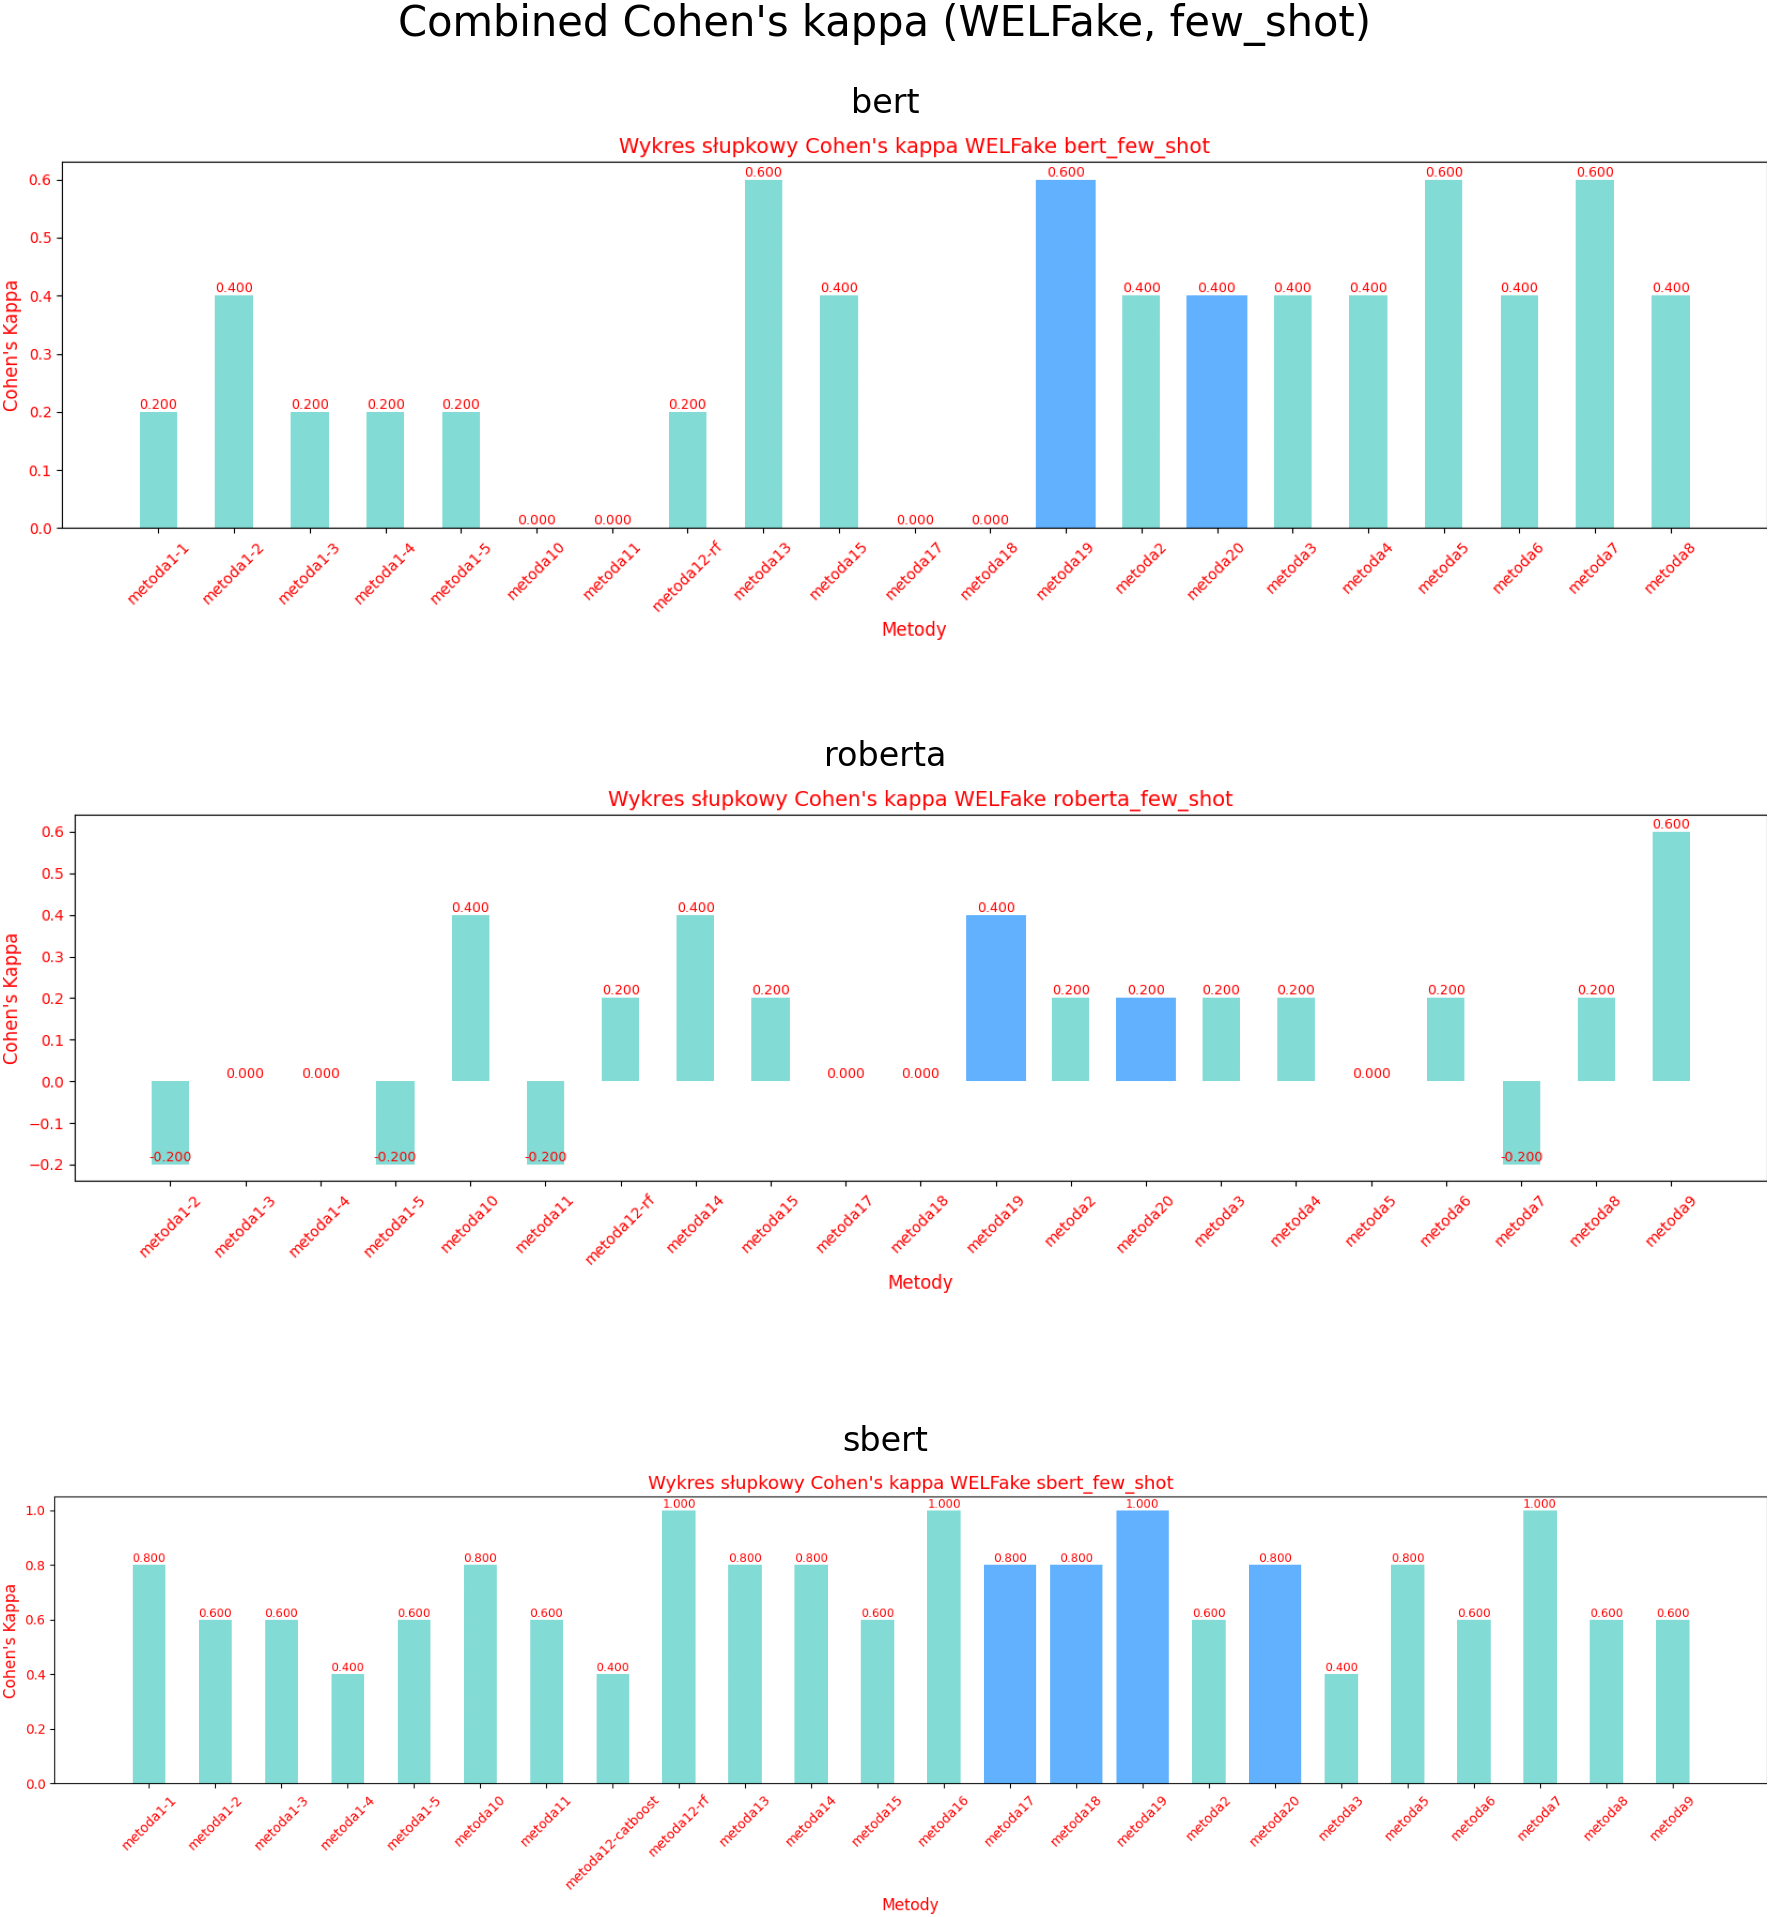 Combined Cohen's kappa (WELFake, few_shot)
bert
Wykres słupkowy Cohen's kappa WELFake bert_few_shot
Cohen's Kappa
0.6
0.5
0.4
0.3
0.2
0.1
0.0
0.200 0.400 0.200 0.200 0.200 0.000 0.000 0.200 0.600 0.400 0.000 0.000 0.600 0.400 0.400 0.400 0.400 0.600 0.400 0.600 0.400
metoda1-1 metoda1-2 metoda1-3 metoda1-4 metoda1-5 metoda10 metoda11 metoda12-rf metoda13 metoda15 metoda17 metoda18 metoda19 metoda2 metoda20 metoda3 metoda4 metoda5 metoda6 metoda7 metoda8
Metody
roberta
Wykres słupkowy Cohen's kappa WELFake roberta_few_shot
Cohen's Kappa
0.6
0.5
0.4
0.3
0.2
0.1
0.0
−0.1
−0.2
-0.200 0.000 0.000 -0.200 0.400 -0.200 0.200 0.400 0.200 0.000 0.000 0.400 0.200 0.200 0.200 0.200 0.000 0.200 -0.200 0.200 0.600
metoda1-2 metoda1-3 metoda1-4 metoda1-5 metoda10 metoda11 metoda12-rf metoda14 metoda15 metoda17 metoda18 metoda19 metoda2 metoda20 metoda3 metoda4 metoda5 metoda6 metoda7 metoda8 metoda9
Metody
sbert
Wykres słupkowy Cohen's kappa WELFake sbert_few_shot
Cohen's Kappa
1.0
0.8
0.6
0.4
0.2
0.0
0.800 0.600 0.600 0.400 0.600 0.800 0.600 0.400 1.000 0.800 0.800 0.600 1.000 0.800 0.800 1.000 0.600 0.800 0.400 0.800 0.600 1.000 0.600 0.600
metoda1-1 metoda1-2 metoda1-3 metoda1-4 metoda1-5 metoda10 metoda11 metoda12-catboost metoda12-rf metoda13 metoda14 metoda15 metoda16 metoda17 metoda18 metoda19 metoda2 metoda20 metoda3 metoda5 metoda6 metoda7 metoda8 metoda9
Metody